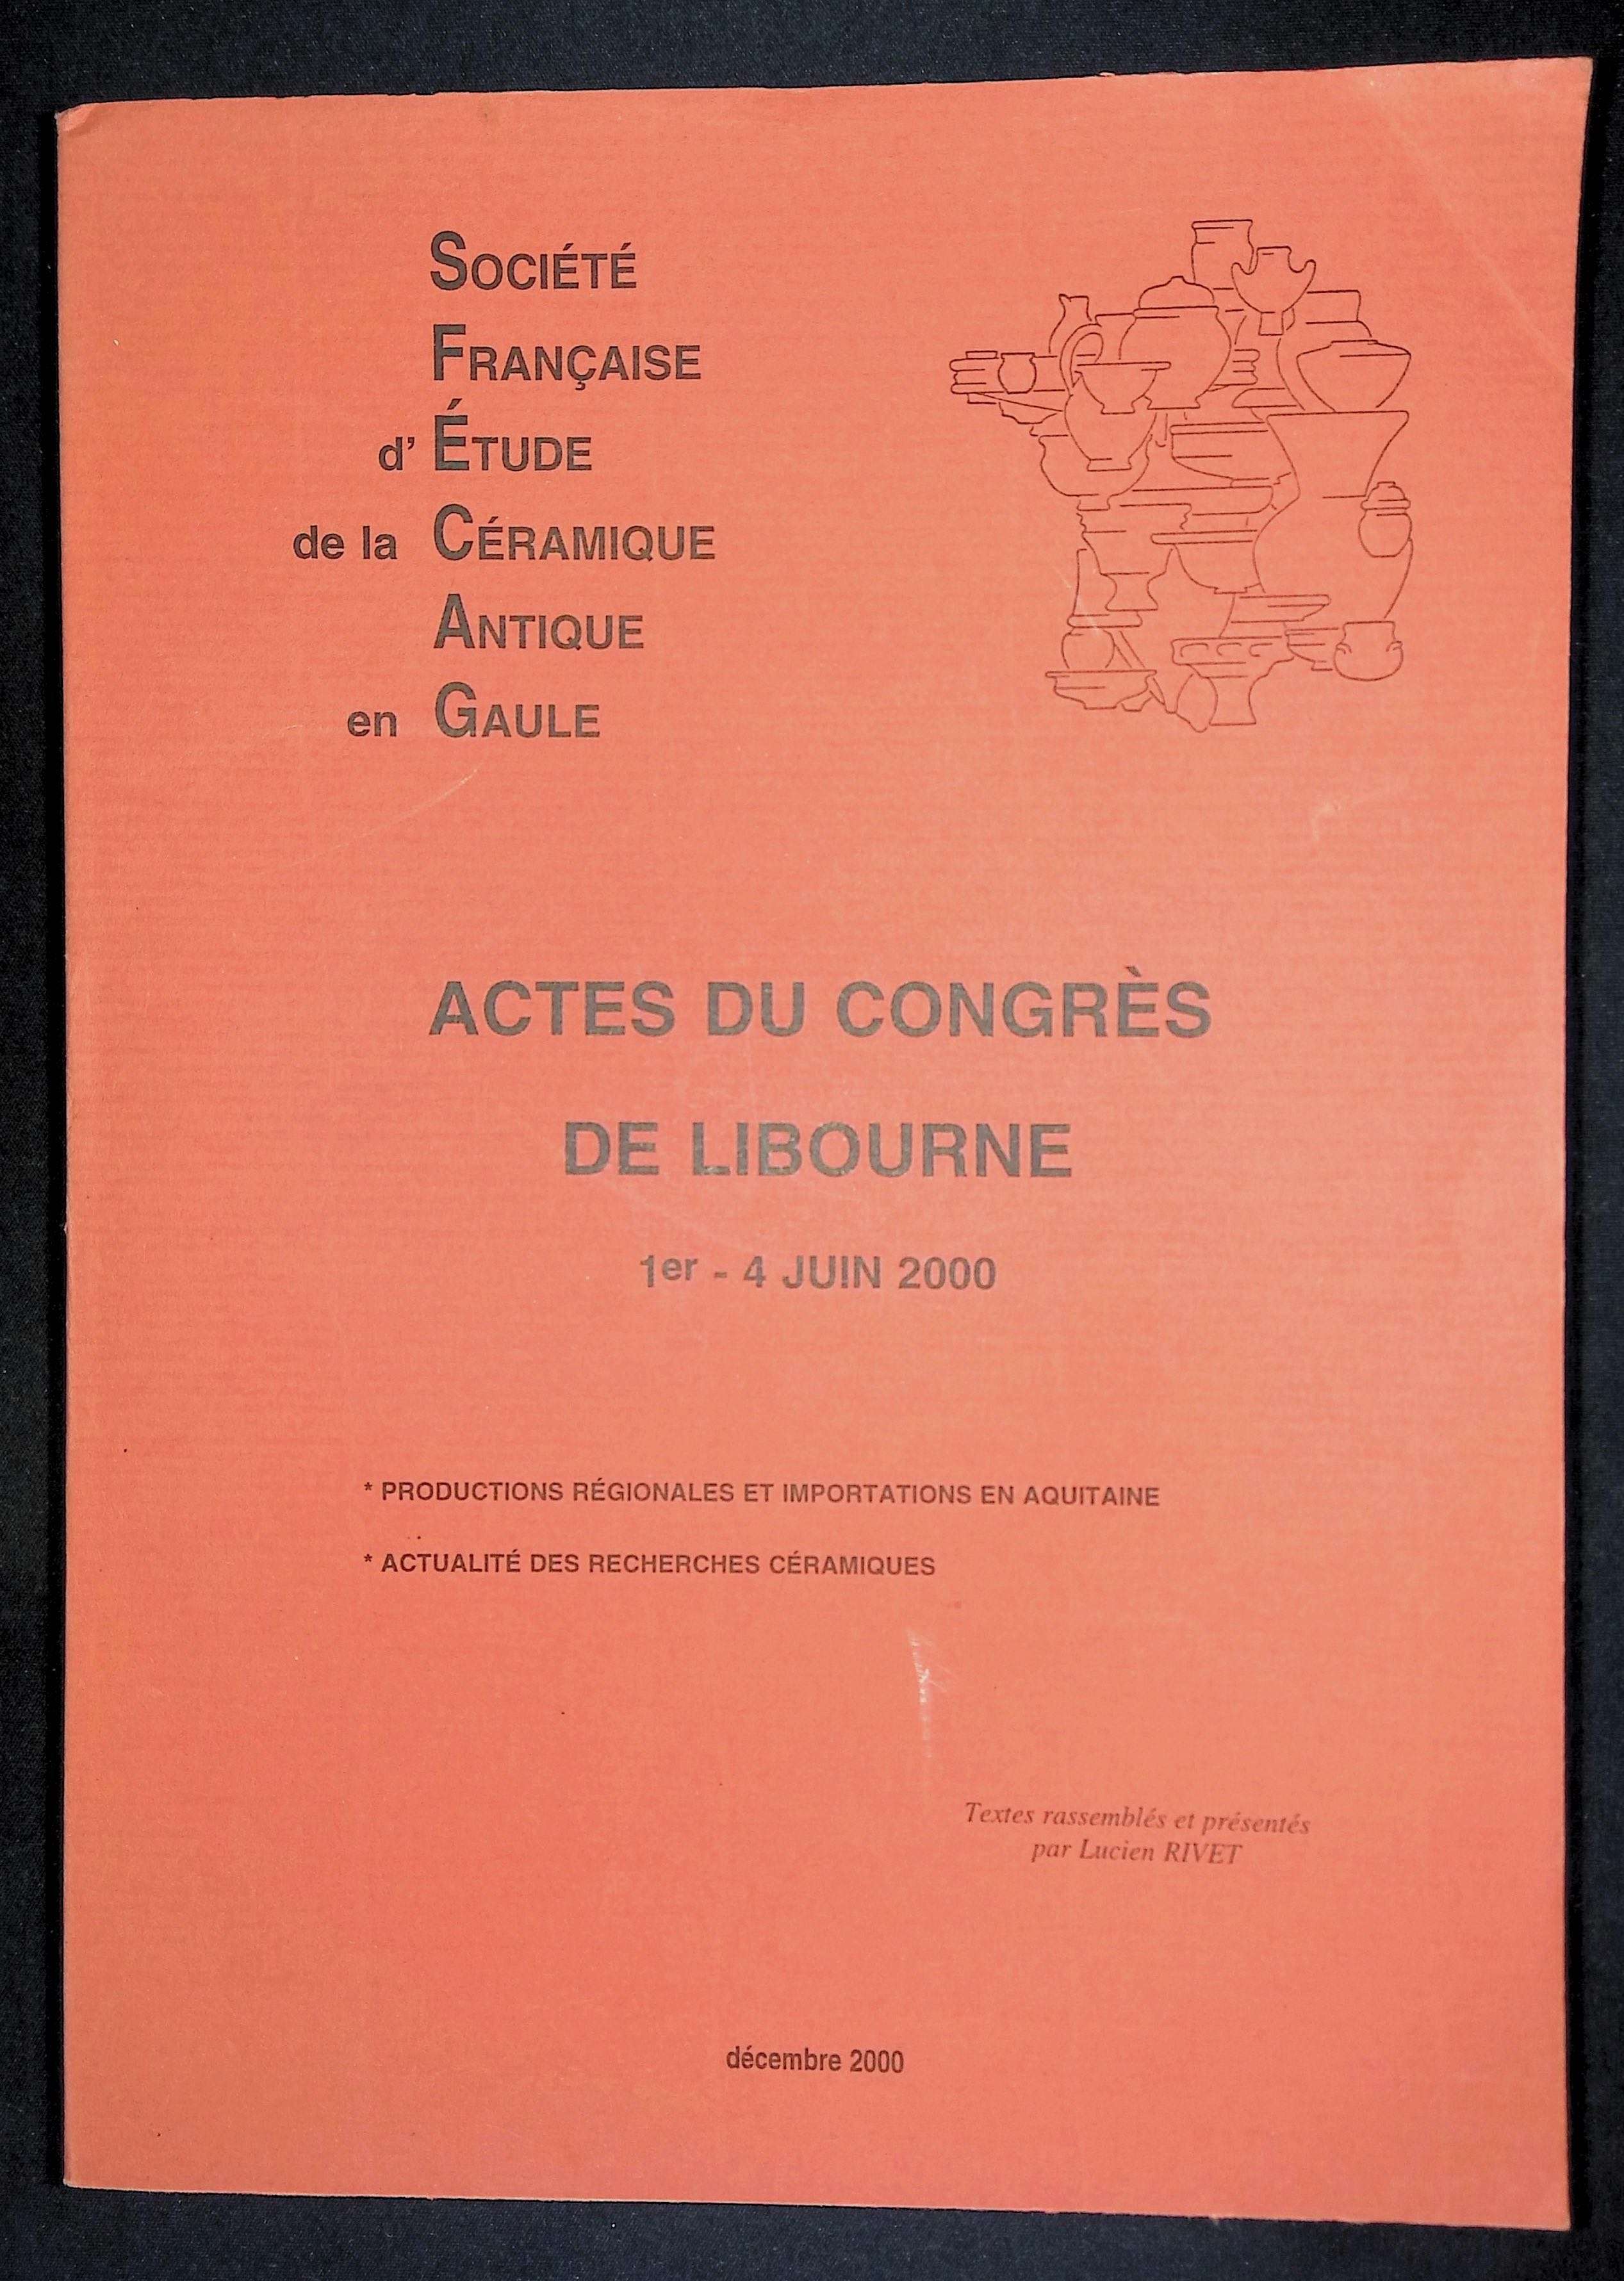 SOCIÉTÉ
FRANÇAISE
d' ÉTUDE
de la CÉRAMIQUE
ANTIQUE
en GAULE
ACTES DU CONGRÈS
DE LIBOURNE
1er - 4 JUIN 2000
* PRODUCTIONS RÉGIONALES ET IMPORTATIONS EN AQUITAINE
* ACTUALITÉ DES RECHERCHES CÉRAMIQUES
Textes rassemblés et présentés
par Lucien RIVET
décembre 2000